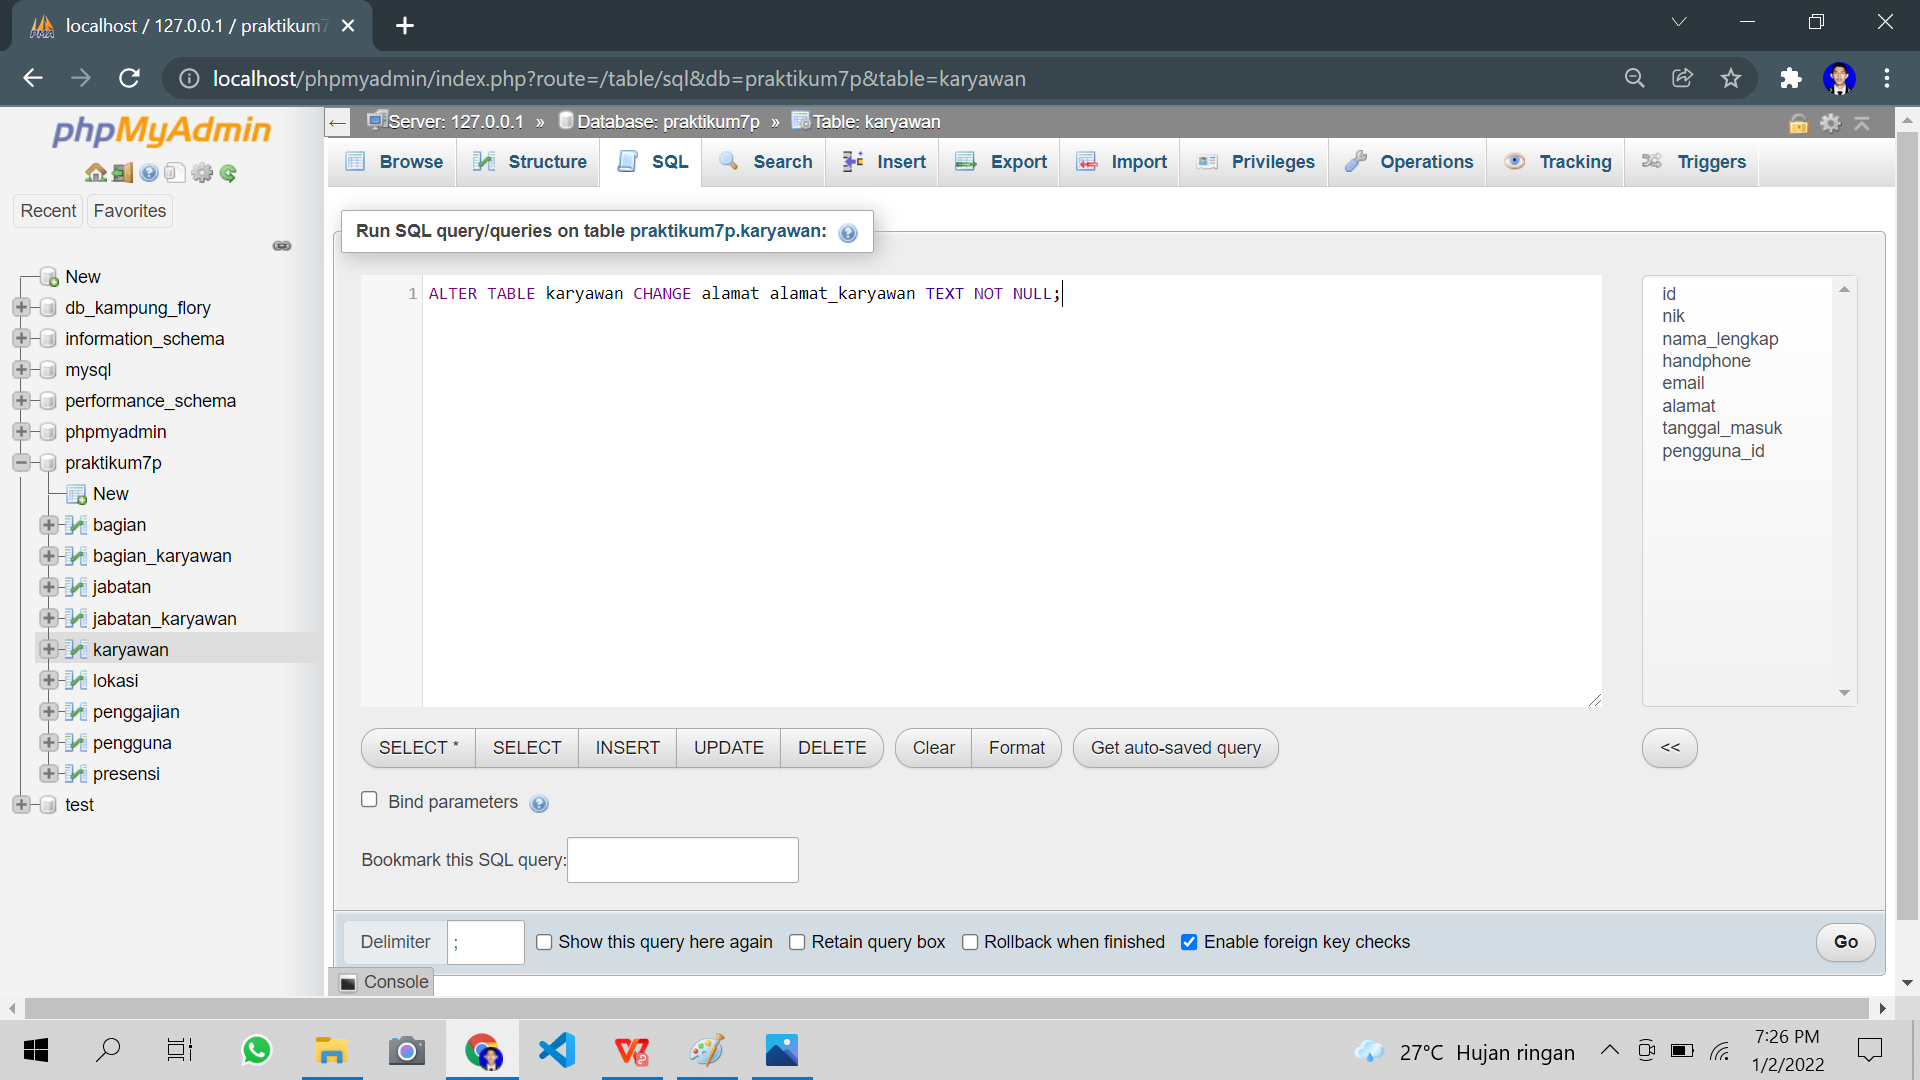 localhost / 127.0.0.1 / praktikum7
localhost/phpmyadmin/index.php?route=/table/sql&db=praktikum7p&table=karyawan
phpMyAdmin
Recent Favorites
New
db_kampung_flory
information_schema
mysql
performance_schema
phpmyadmin
praktikum7p
New
bagian
bagian_karyawan
jabatan
jabatan_karyawan
karyawan
lokasi
penggajian
pengguna
presensi
test
Server: 127.0.0.1 » Database: praktikum7p » Table: karyawan
Browse Structure SQL Search Insert Export Import Privileges Operations Tracking Triggers
Run SQL query/queries on table praktikum7p.karyawan:
1 ALTER TABLE karyawan CHANGE alamat alamat_karyawan TEXT NOT NULL;
id
nik
nama_lengkap
handphone
email
alamat
tanggal_masuk
pengguna_id
SELECT * SELECT INSERT UPDATE DELETE Clear Format Get auto-saved query <<
Bind parameters
Bookmark this SQL query:
Delimiter ; Show this query here again Retain query box Rollback when finished Enable foreign key checks Go
Console
27°C Hujan ringan
7:26 PM
1/2/2022